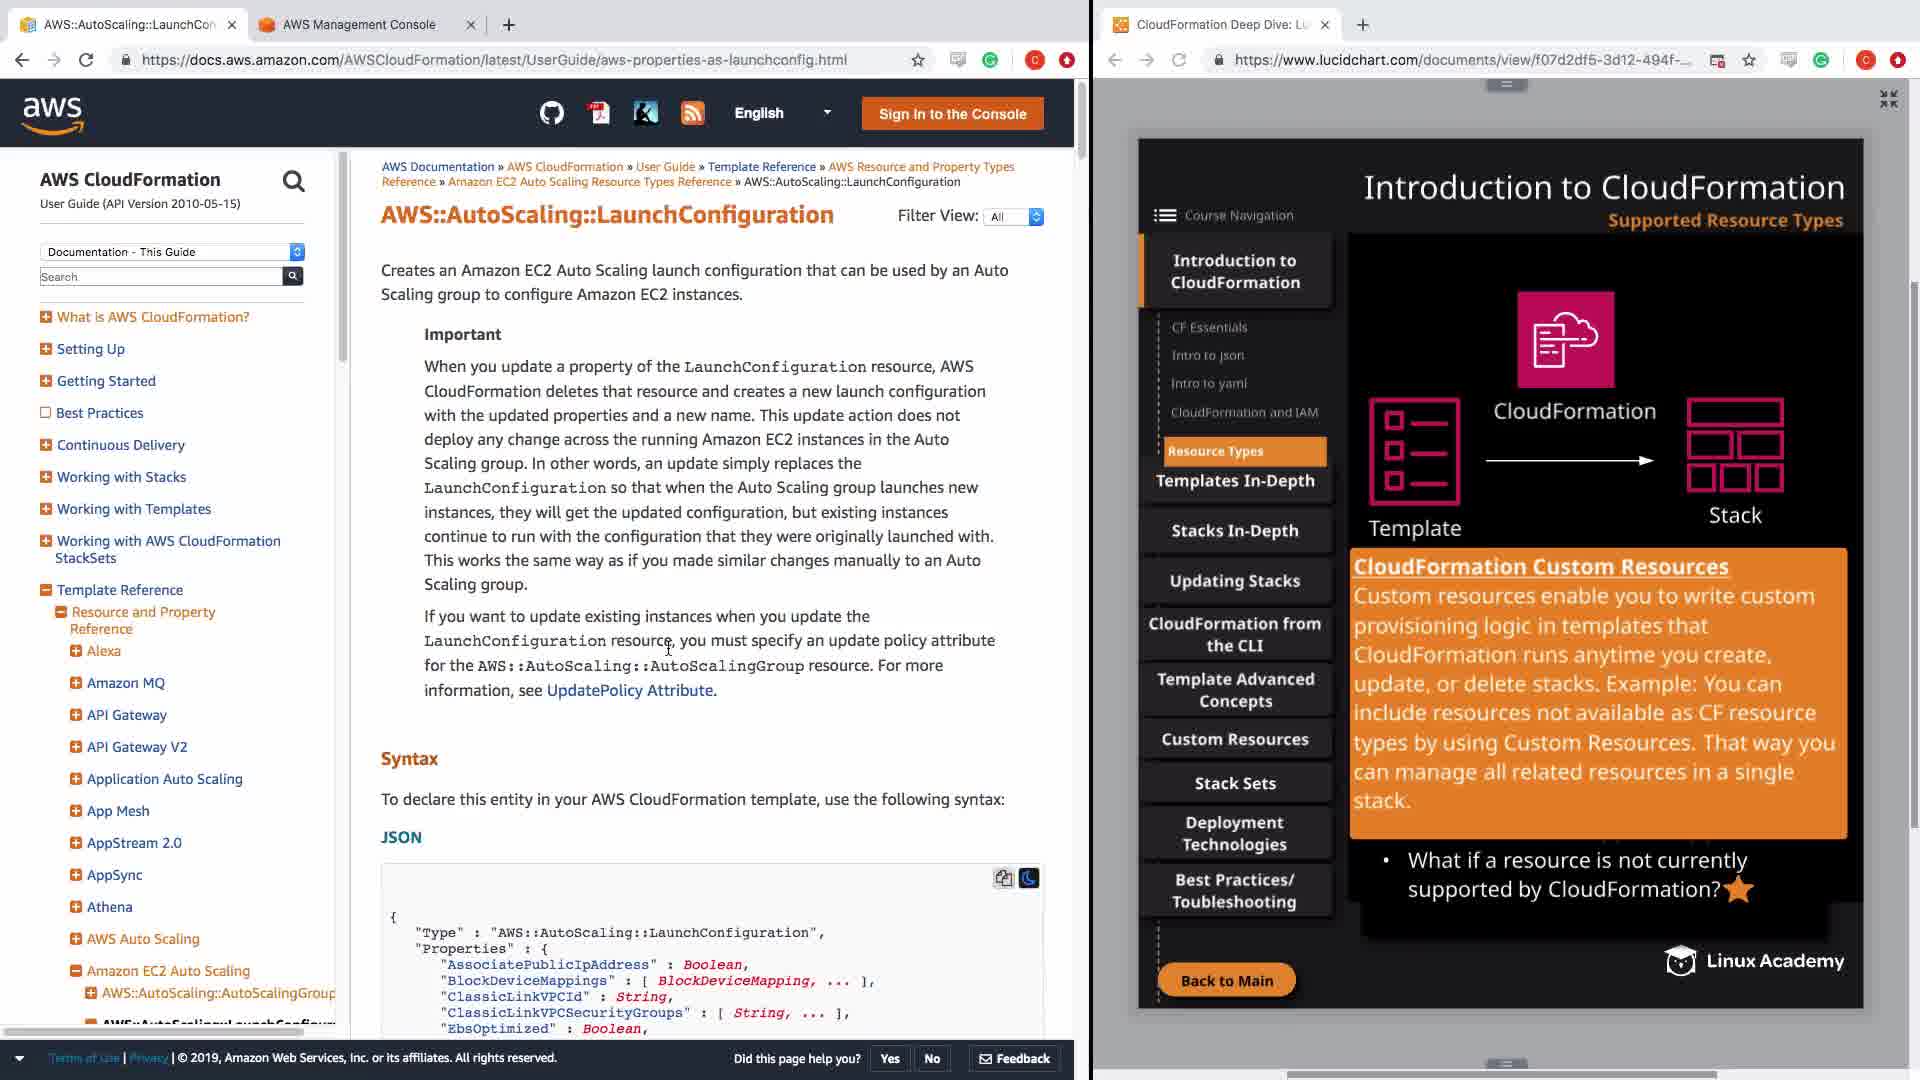 AWS::AutoScaling::LaunchCon
AWS Management Console
https://docs.aws.amazon.com/AWSCloudFormation/latest/UserGuide/aws-properties-as-launchconfig.html
aws
English
Sign In to the Console
AWS CloudFormation
User Guide (API Version 2010-05-15)
Documentation - This Guide
Search
What is AWS CloudFormation?
Setting Up
Getting Started
Best Practices
Continuous Delivery
Working with Stacks
Working with Templates
Working with AWS CloudFormation
StackSets
Template Reference
Resource and Property
Reference
Alexa
Amazon MQ
API Gateway
API Gateway V2
Application Auto Scaling
App Mesh
AppStream 2.0
AppSync
Athena
AWS Auto Scaling
Amazon EC2 Auto Scaling
AWS::AutoScaling::AutoScalingGroup
AWS::AutoScaling::LaunchConfigur
AWS Documentation » AWS CloudFormation » User Guide » Template Reference » AWS Resource and Property Types
Reference » Amazon EC2 Auto Scaling Resource Types Reference » AWS::AutoScaling::LaunchConfiguration
AWS::AutoScaling::LaunchConfiguration
Filter View: All
Creates an Amazon EC2 Auto Scaling launch configuration that can be used by an Auto
Scaling group to configure Amazon EC2 instances.
Important
When you update a property of the LaunchConfiguration resource, AWS
CloudFormation deletes that resource and creates a new launch configuration
with the updated properties and a new name. This update action does not
deploy any change across the running Amazon EC2 instances in the Auto
Scaling group. In other words, an update simply replaces the
LaunchConfiguration so that when the Auto Scaling group launches new
instances, they will get the updated configuration, but existing instances
continue to run with the configuration that they were originally launched with.
This works the same way as if you made similar changes manually to an Auto
Scaling group.
If you want to update existing instances when you update the
LaunchConfiguration resource, you must specify an update policy attribute
for the AWS::AutoScaling::AutoScalingGroup resource. For more
information, see UpdatePolicy Attribute.
Syntax
To declare this entity in your AWS CloudFormation template, use the following syntax:
JSON
{
"Type" : "AWS::AutoScaling::LaunchConfiguration",
"Properties" : {
"AssociatePublicIpAddress" : Boolean,
"BlockDeviceMappings" : [ BlockDeviceMapping, ... ],
"ClassicLinkVPCId" : String,
"ClassicLinkVPCSecurityGroups" : [ String, ... ],
"EbsOptimized" : Boolean,
Terms of Use | Privacy | © 2019, Amazon Web Services, Inc. or its affiliates. All rights reserved.
Did this page help you?
Yes
No
Feedback
CloudFormation Deep Dive: Lu
https://www.lucidchart.com/documents/view/f07d2df5-3d12-494f-...
Introduction to CloudFormation
Supported Resource Types
Course Navigation
Introduction to
CloudFormation
CF Essentials
Intro to json
Intro to yaml
CloudFormation and IAM
Resource Types
Templates In-Depth
Stacks In-Depth
Updating Stacks
CloudFormation from
the CLI
Template Advanced
Concepts
Custom Resources
Stack Sets
Deployment
Technologies
Best Practices/
Toubleshooting
Back to Main
CloudFormation
Template
Stack
CloudFormation Custom Resources
Custom resources enable you to write custom
provisioning logic in templates that
CloudFormation runs anytime you create,
update, or delete stacks. Example: You can
include resources not available as CF resource
types by using Custom Resources. That way you
can manage all related resources in a single
stack.
• What if a resource is not currently
supported by CloudFormation?
Linux Academy